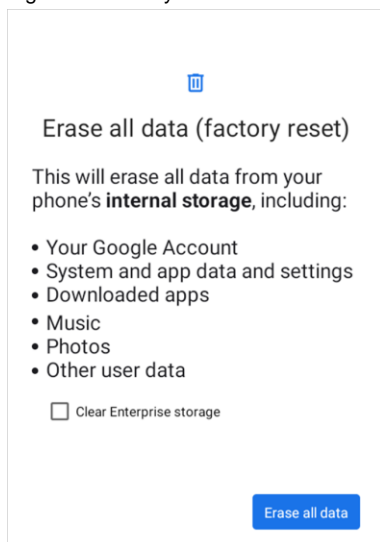 Erase all data (factory reset)
This will erase all data from your
phone's internal storage, including:
• Your Google Account
• System and app data and settings
• Downloaded apps
• Music
• Photos
• Other user data
Clear Enterprise storage
Erase all data